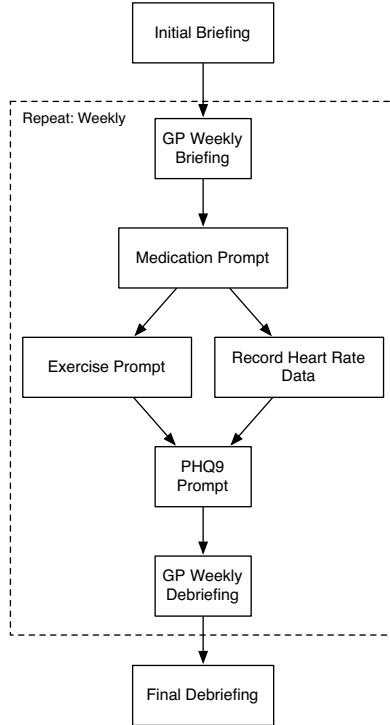 Initial Briefing
Repeat: Weekly
GP Weekly
Briefing
Medication Prompt
Exercise Prompt
Record Heart Rate
Data
PHQ9
Prompt
GP Weekly
Debriefing
Final Debriefing